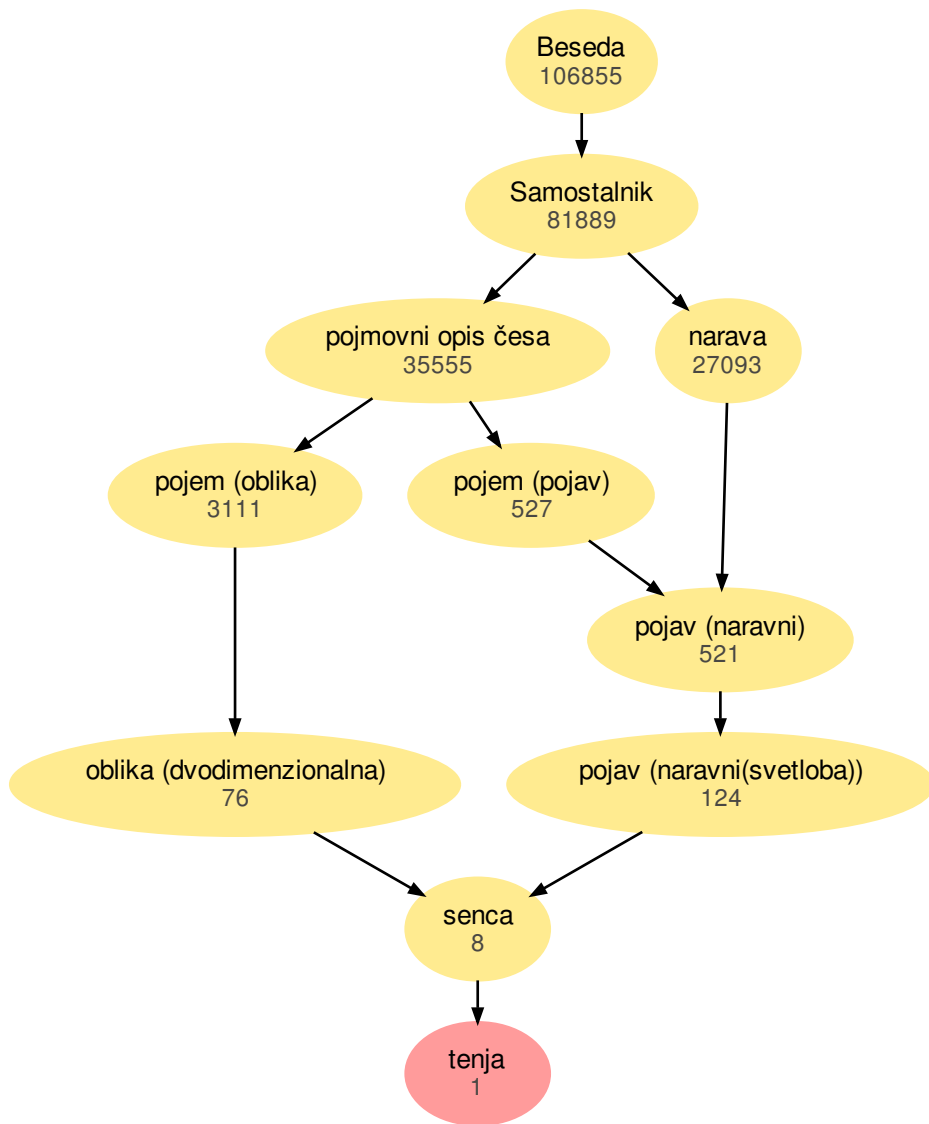 Beseda
106855
Samostalnik
81889
pojmovni opis česa
35555
narava
27093
pojem (oblika)
3111
pojem (pojav)
527
pojav (naravni)
521
oblika (dvodimenzionalna)
76
pojav (naravni(svetloba))
124
senca
8
tenja
1